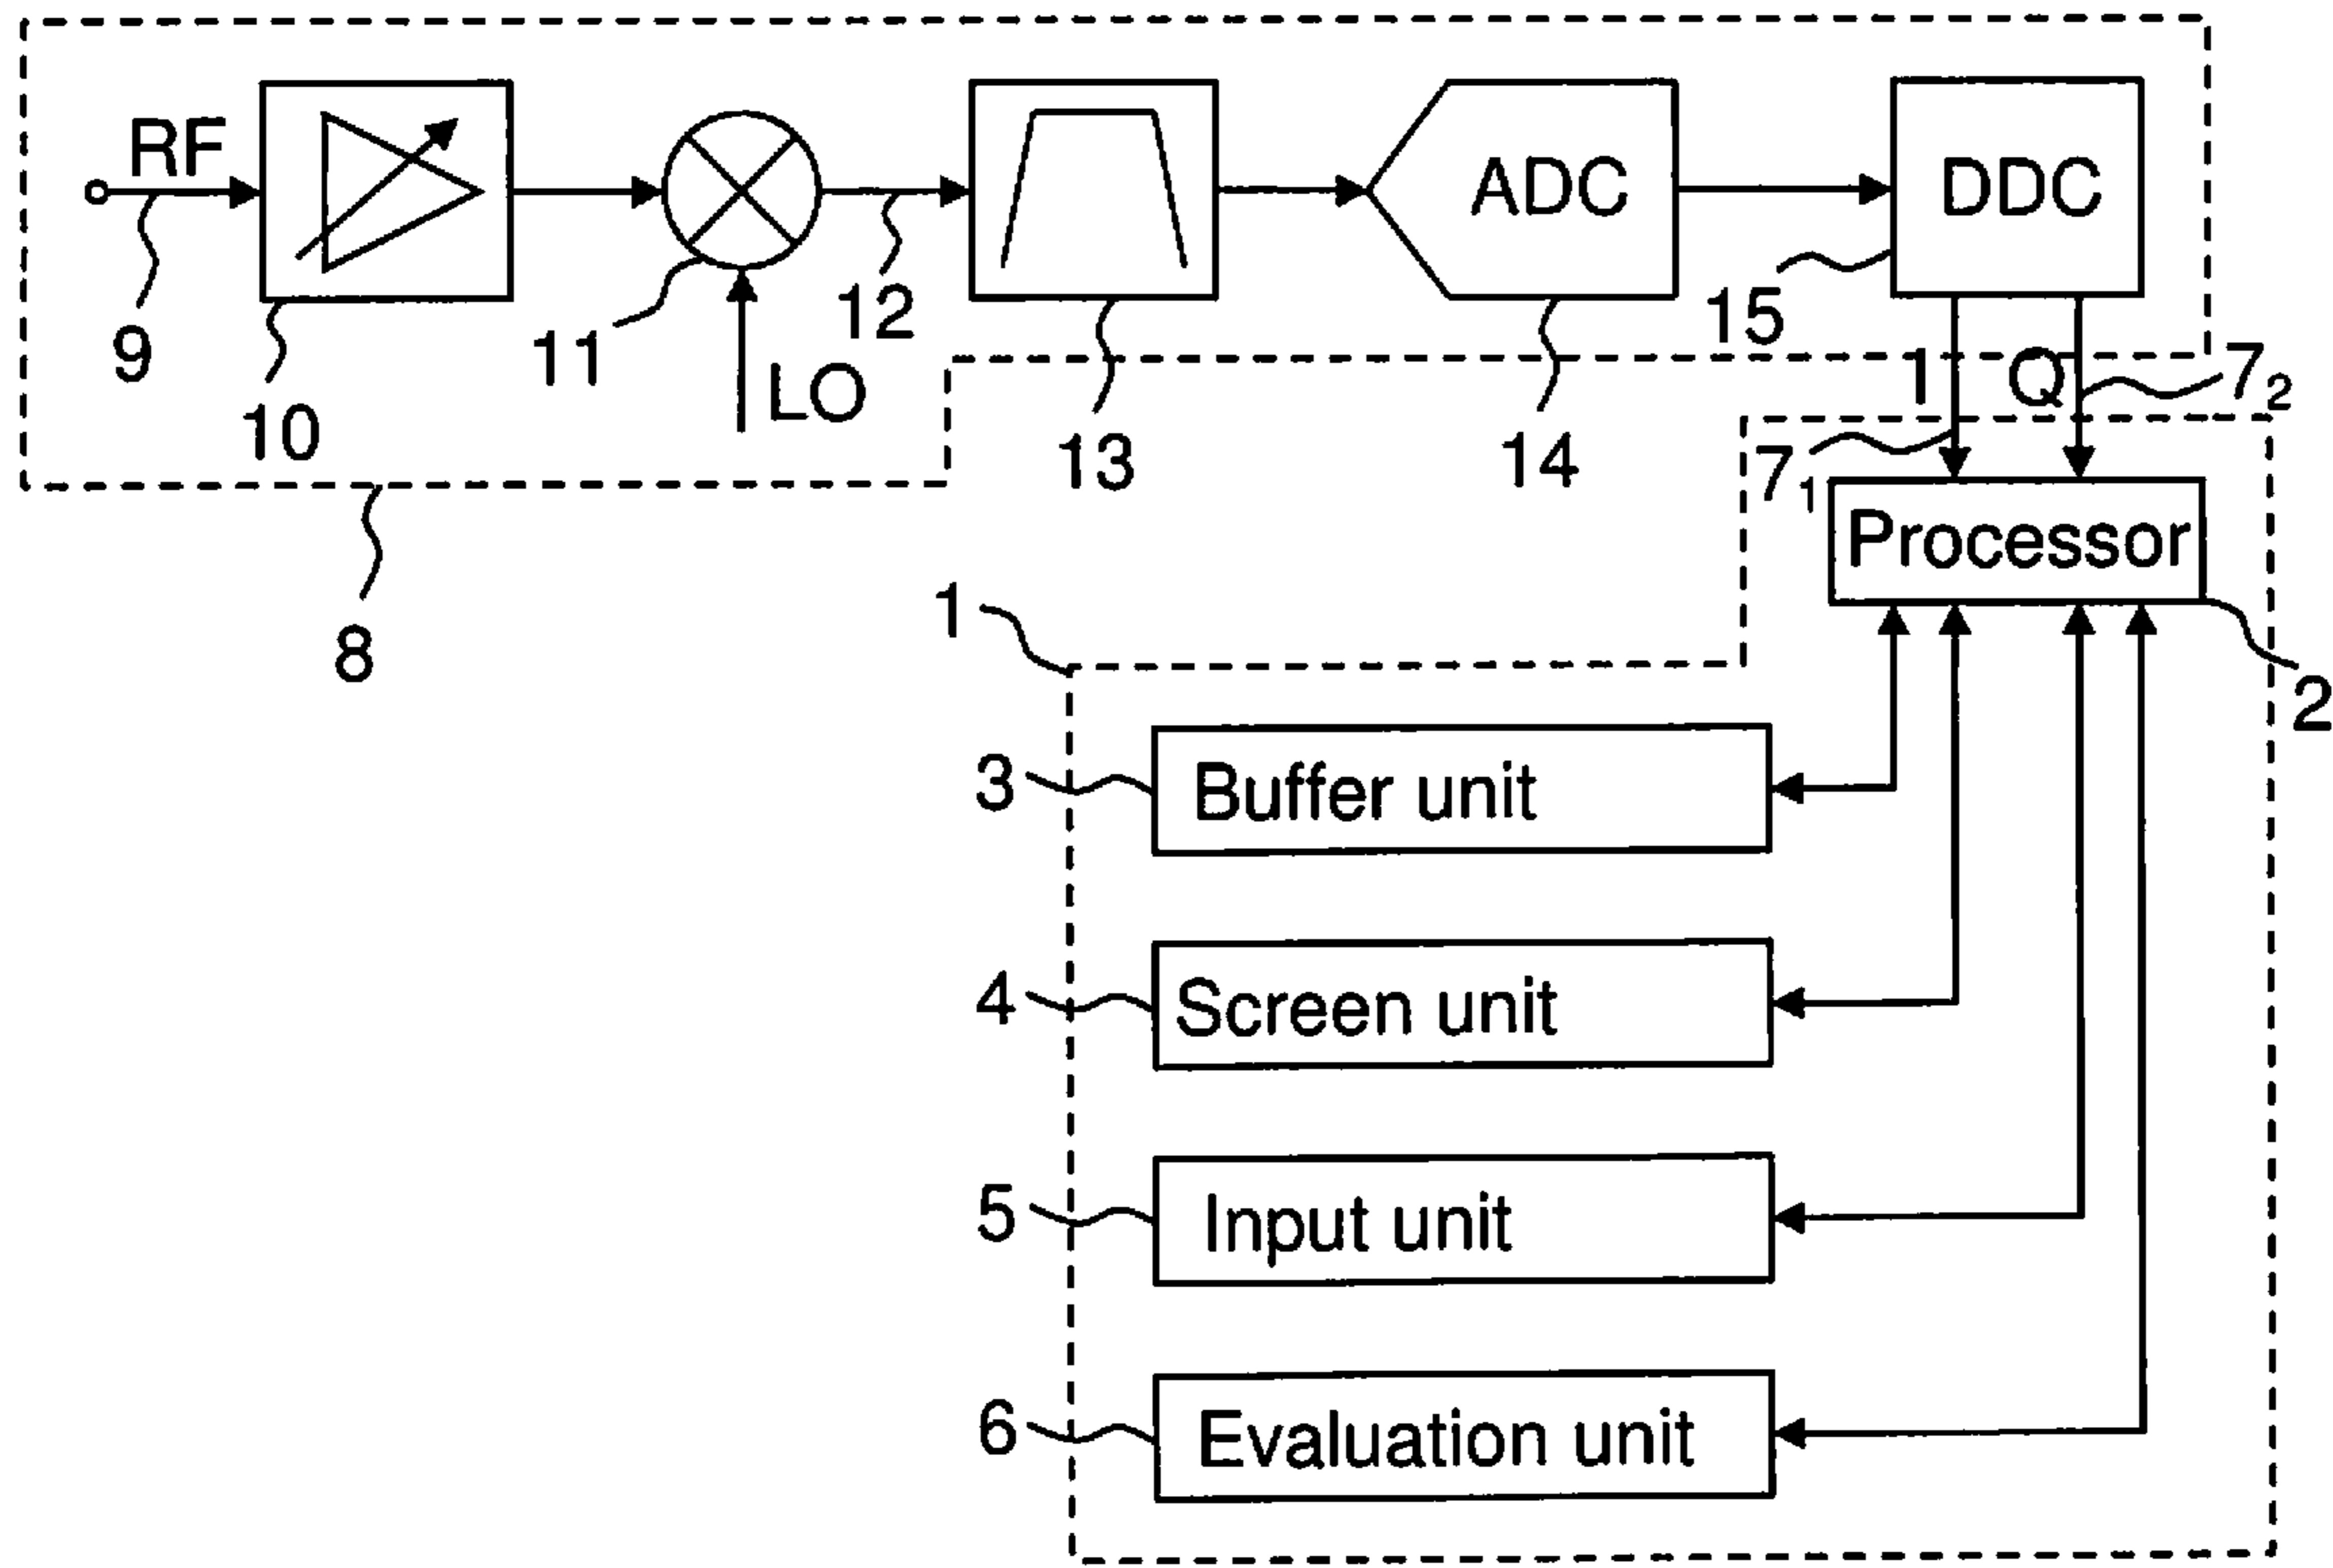 RF
ADC
DDC
9
10
11
12
LO
13
14
15
I
Q
7₂
7₁
8
Processor
1
2
3
Buffer unit
4
Screen unit
5
Input unit
6
Evaluation unit